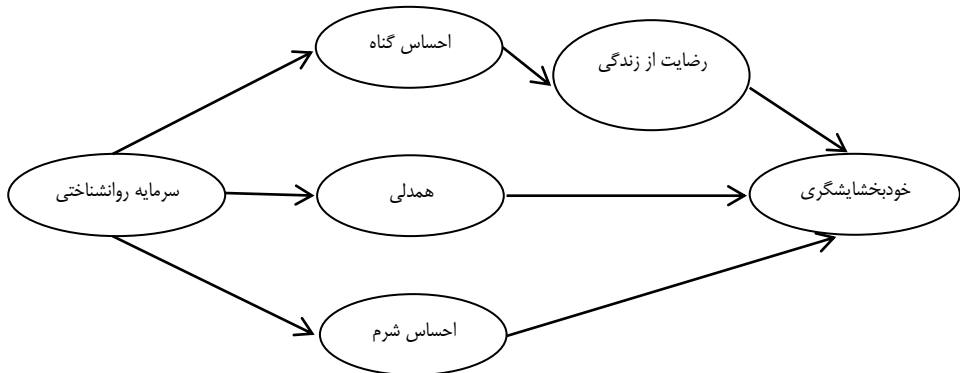 احساس گناه
رضایت از زندگی
سرمایه روانشناختی
همدلی
خودبخشایشگری
احساس شرم